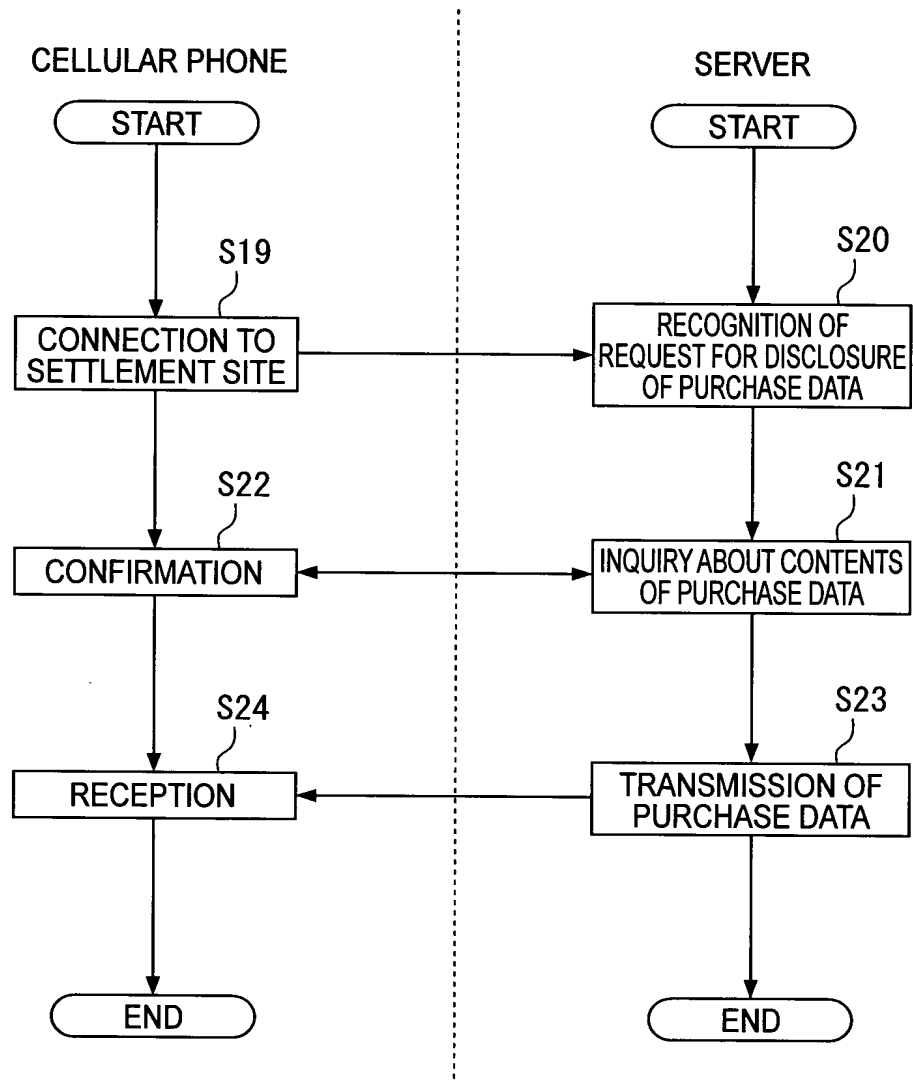 CELLULAR PHONE
START
S19
CONNECTION TO
SETTLEMENT SITE
S22
CONFIRMATION
S24
RECEPTION
END
SERVER
START
S20
RECOGNITION OF
REQUEST FOR DISCLOSURE
OF PURCHASE DATA
S21
INQUIRY ABOUT CONTENTS
OF PURCHASE DATA
S23
TRANSMISSION OF
PURCHASE DATA
END